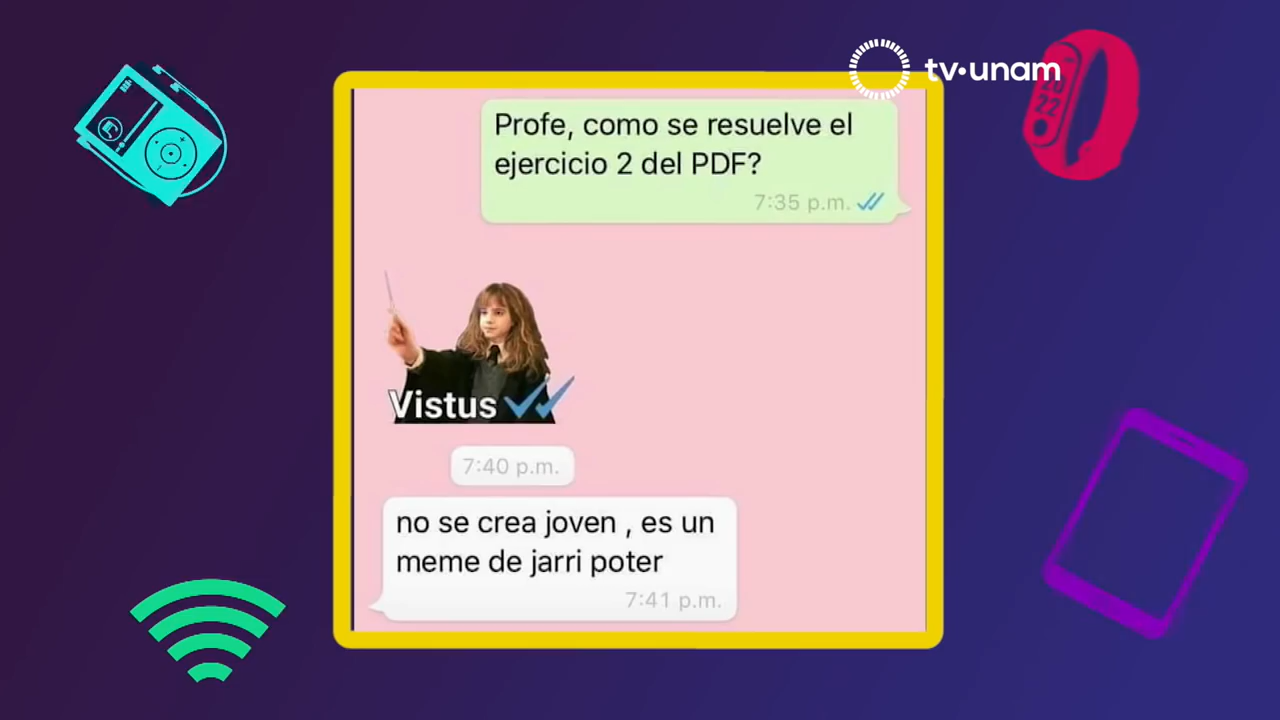 tv·unam
22
Profe, como se resuelve el
ejercicio 2 del PDF?
7:35 p.m.
Vistus
7:40 p.m.
no se crea joven , es un
meme de jarri poter
7:41 p.m.